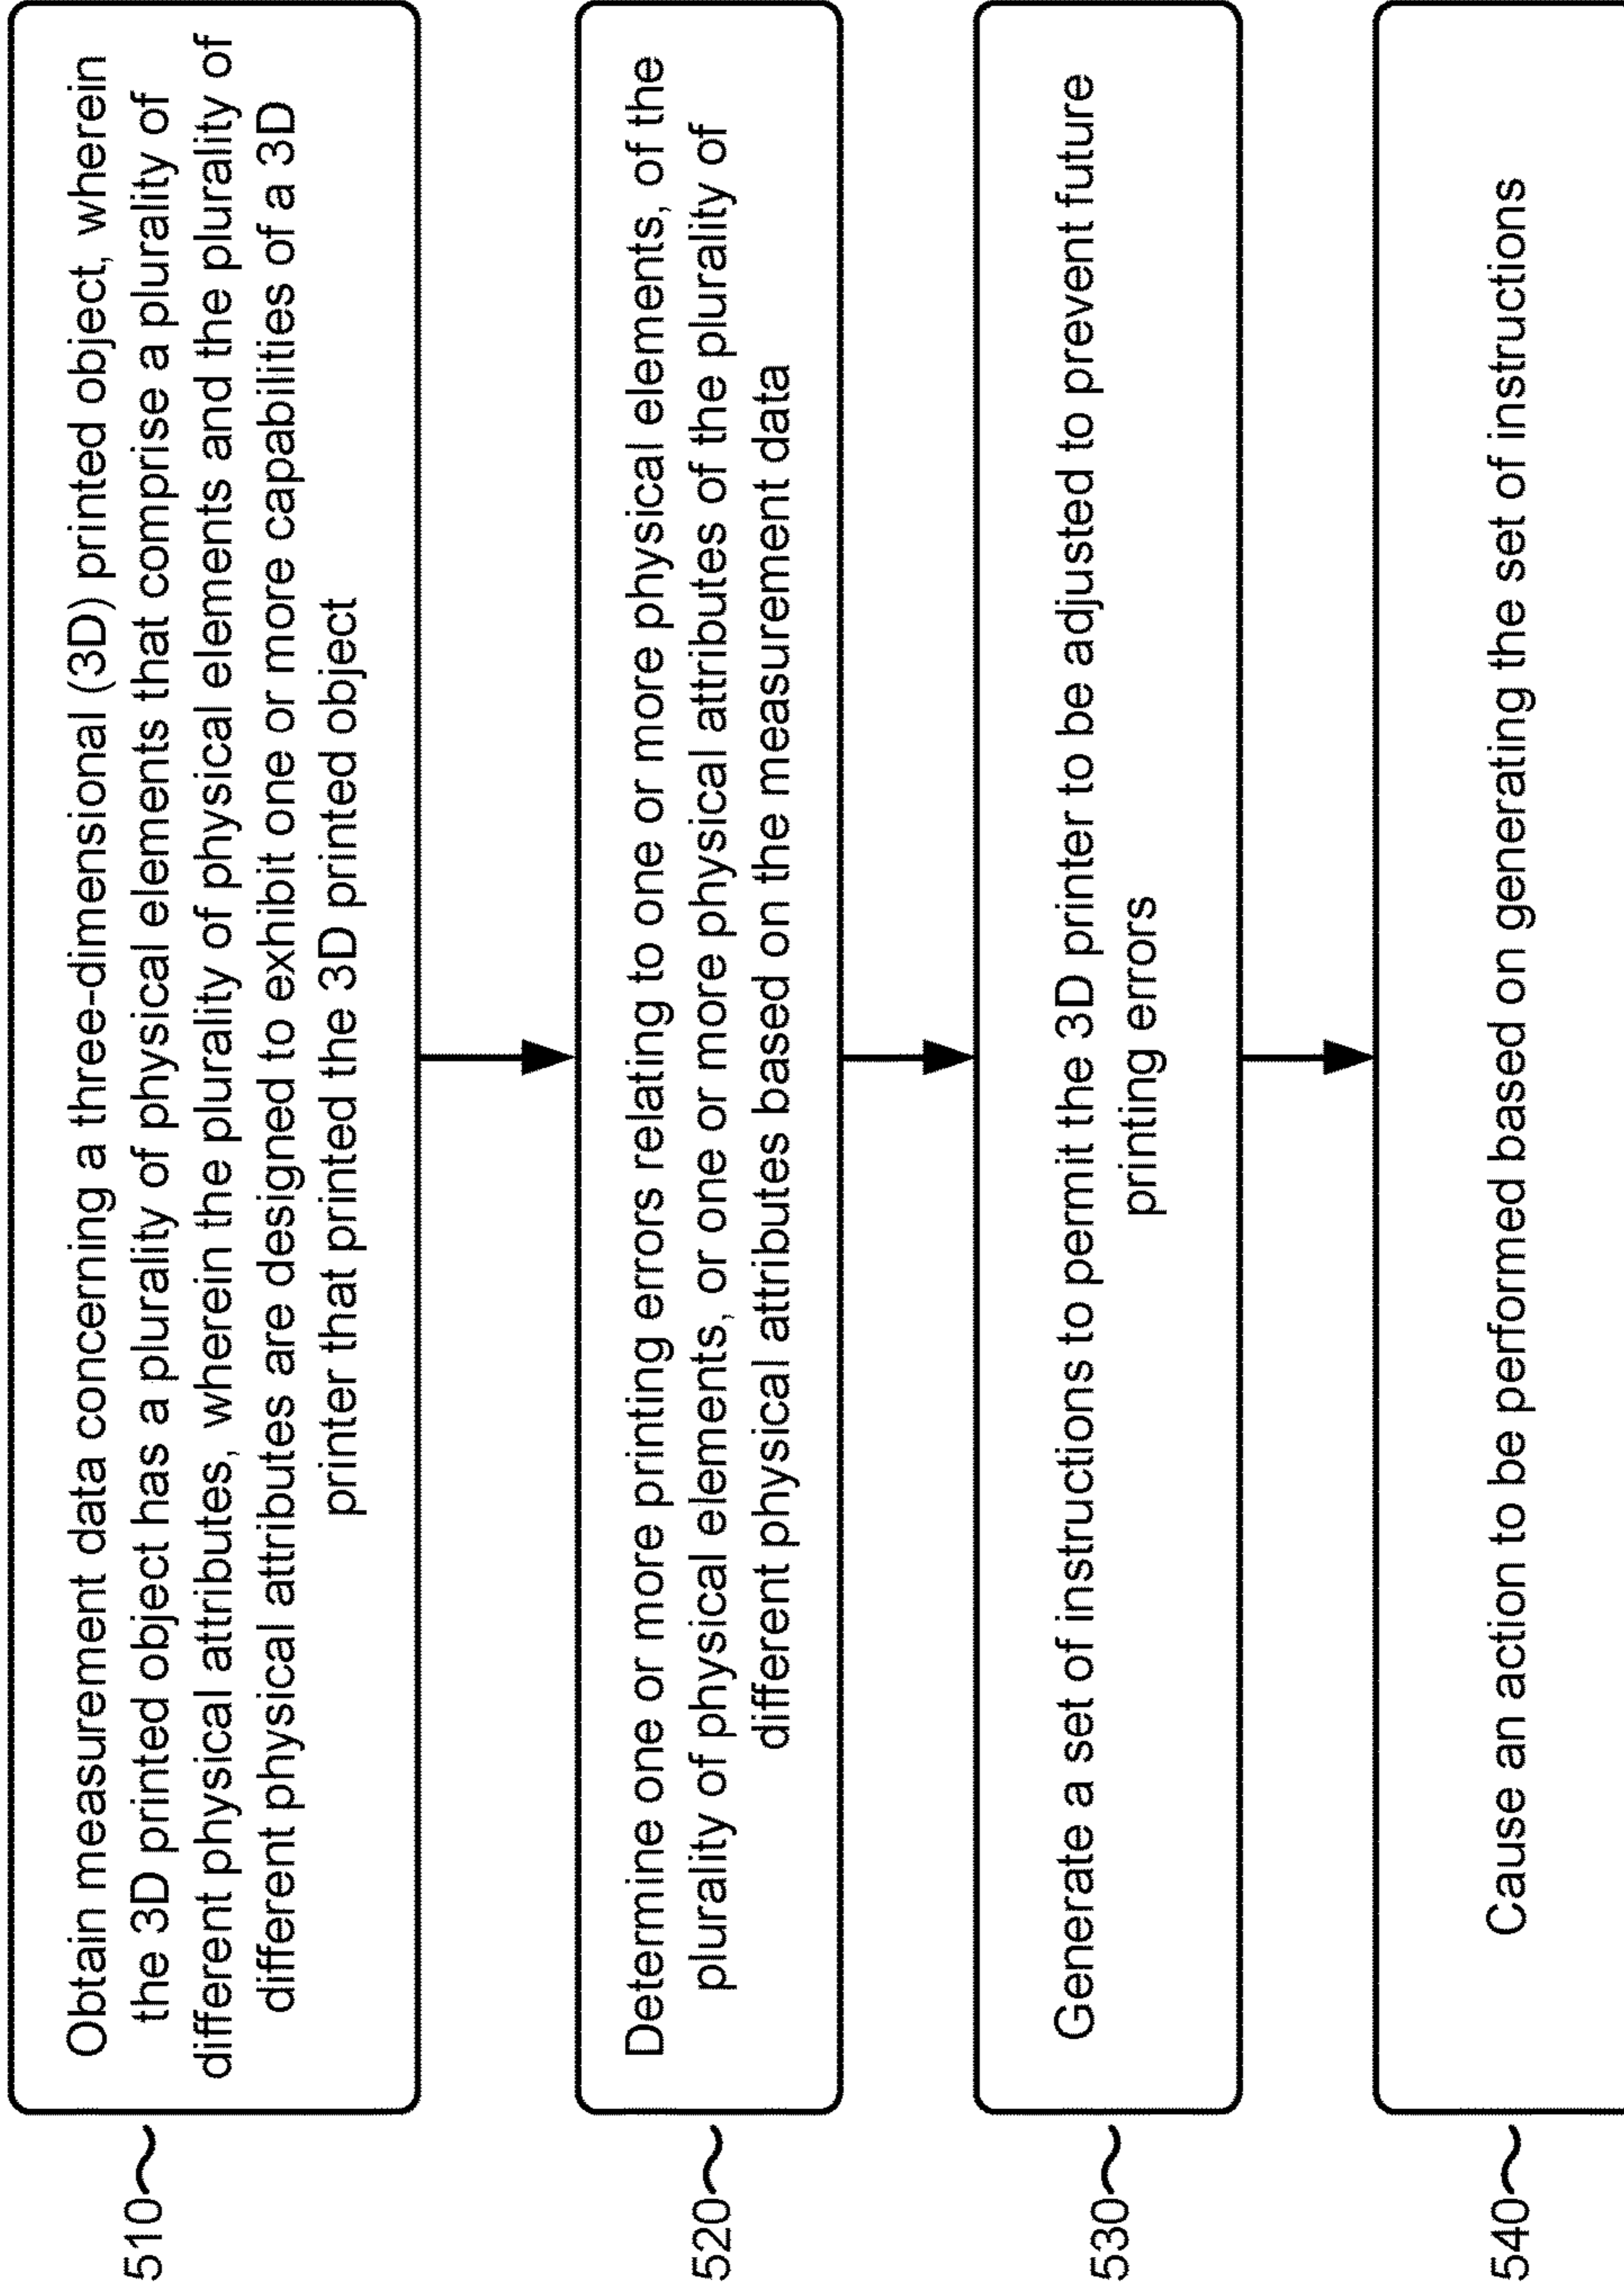 510
Obtain measurement data concerning a three-dimensional (3D) printed object, wherein
the 3D printed object has a plurality of physical elements that comprise a plurality of
different physical attributes, wherein the plurality of physical elements and the plurality of
different physical attributes are designed to exhibit one or more capabilities of a 3D
printer that printed the 3D printed object
520
Determine one or more printing errors relating to one or more physical elements, of the
plurality of physical elements, or one or more physical attributes of the plurality of
different physical attributes based on the measurement data
530
Generate a set of instructions to permit the 3D printer to be adjusted to prevent future
printing errors
540
Cause an action to be performed based on generating the set of instructions